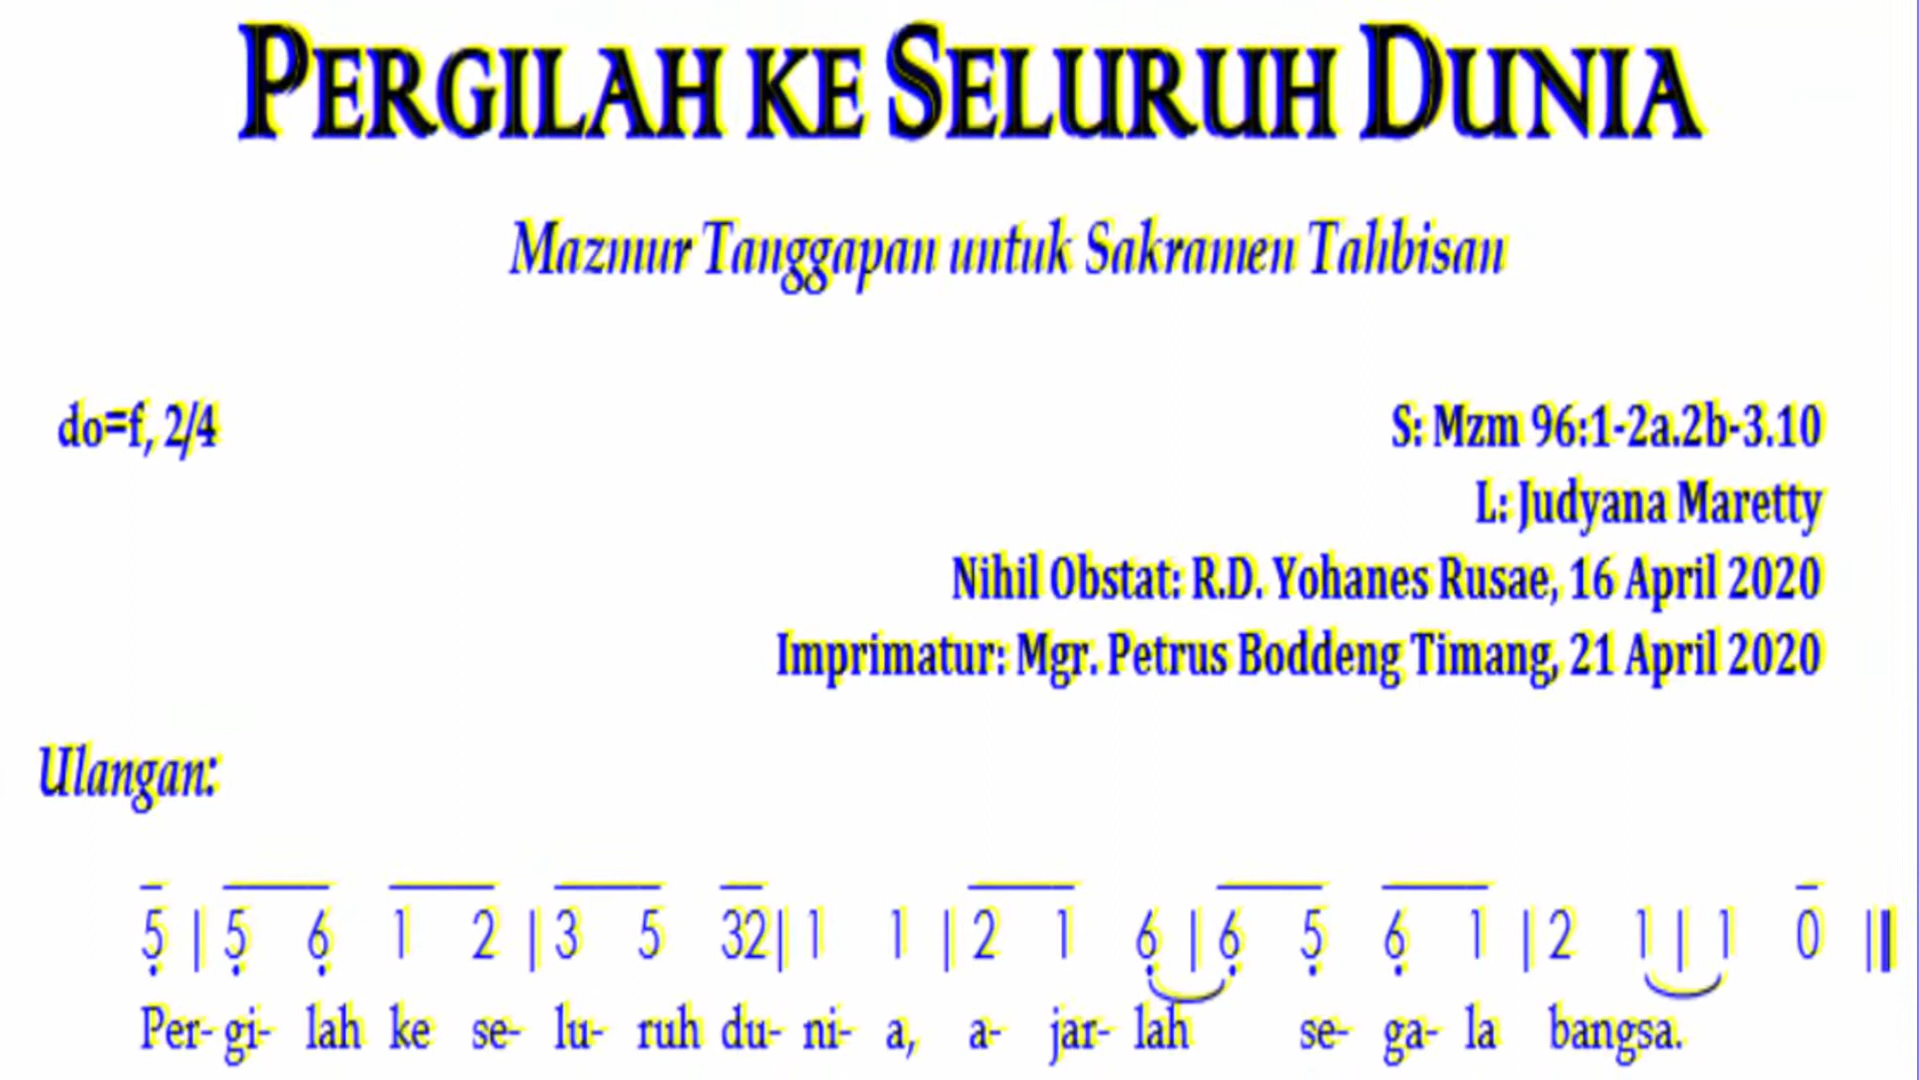 PERGILAH KE SELURUH DUNIA
Mazmur Tanggapan untuk Sakramen Tahbisan
do=f, 2/4
S: Mzm 96:1-2a.2b-3.10
L: Judyana Maretty
Nihil Obstat: R.D. Yohanes Rusae, 16 April 2020
Imprimatur: Mgr. Petrus Boddeng Timang, 21 April 2020
Ulangan:
5 | 5 6 1 2 | 3 5 32 | 1 1 | 2 1 6 | 6 5 6 1 | 2 1 | 1 0 ||
Per- gi- lah ke se- lu- ruh du- ni- a, a- jar- lah se- ga- la bangsa.